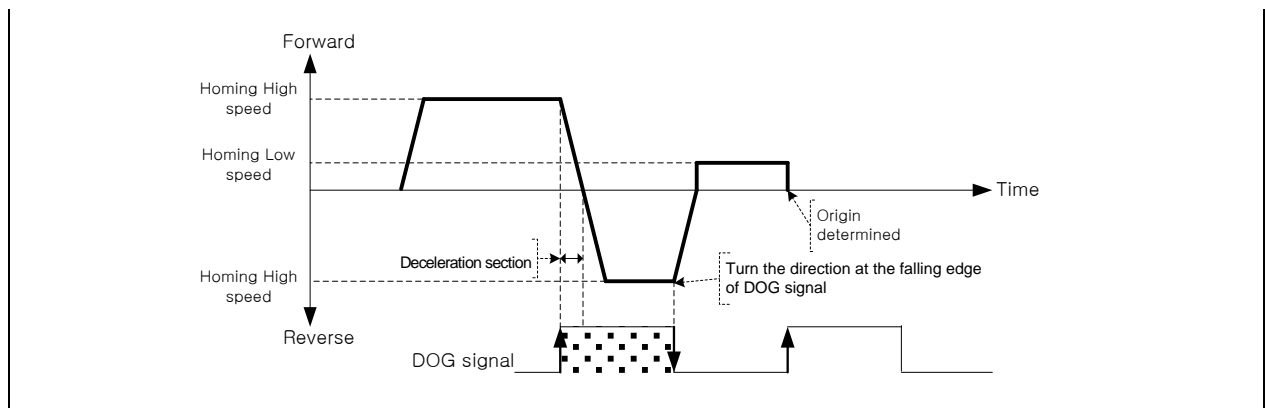 Forward
Homing High
speed
Homing Low
speed
Time
Origin
determined
Deceleration section
Turn the direction at the falling edge
of DOG signal
Homing High
speed
Reverse
DOG signal